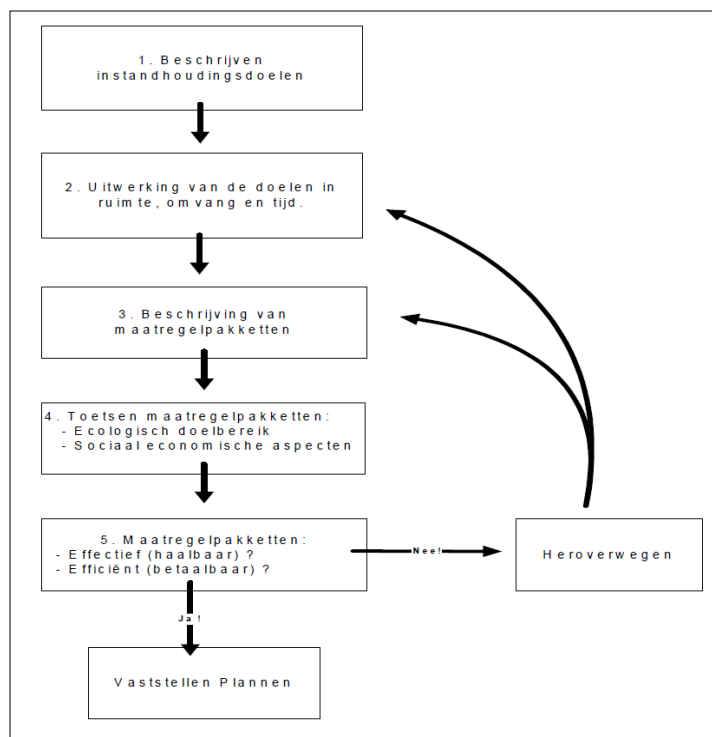 1. Beschrijven
instandhoudingsdoelen
2. Uitwerking van de doelen in
ruimte, omvang en tijd.
3. Beschrijving van
maatregelpakketten
4. Toetsen maatregelpakketten:
- Ecologisch doelbereik
- Sociaal economische aspecten
5. Maatregelpakketten:
- Effectief (haalbaar) ?
- Efficiënt (betaalbaar) ?
Nee!
Heroverwegen
Ja!
Vaststellen Plannen